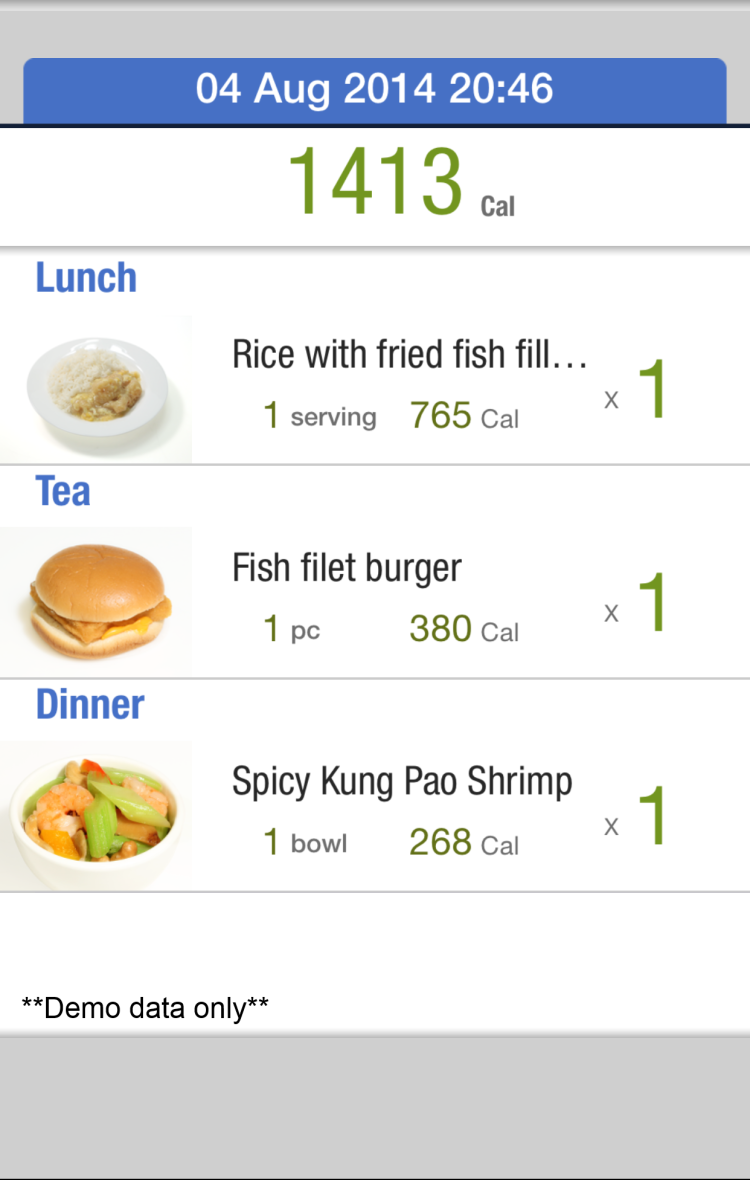 04 Aug 2014 20:46
1413 Cal
Lunch
Rice with fried fish fill…
1 serving 765 Cal x 1
Tea
Fish filet burger
1 pc 380 Cal x 1
Dinner
Spicy Kung Pao Shrimp
1 bowl 268 Cal x 1
**Demo data only**